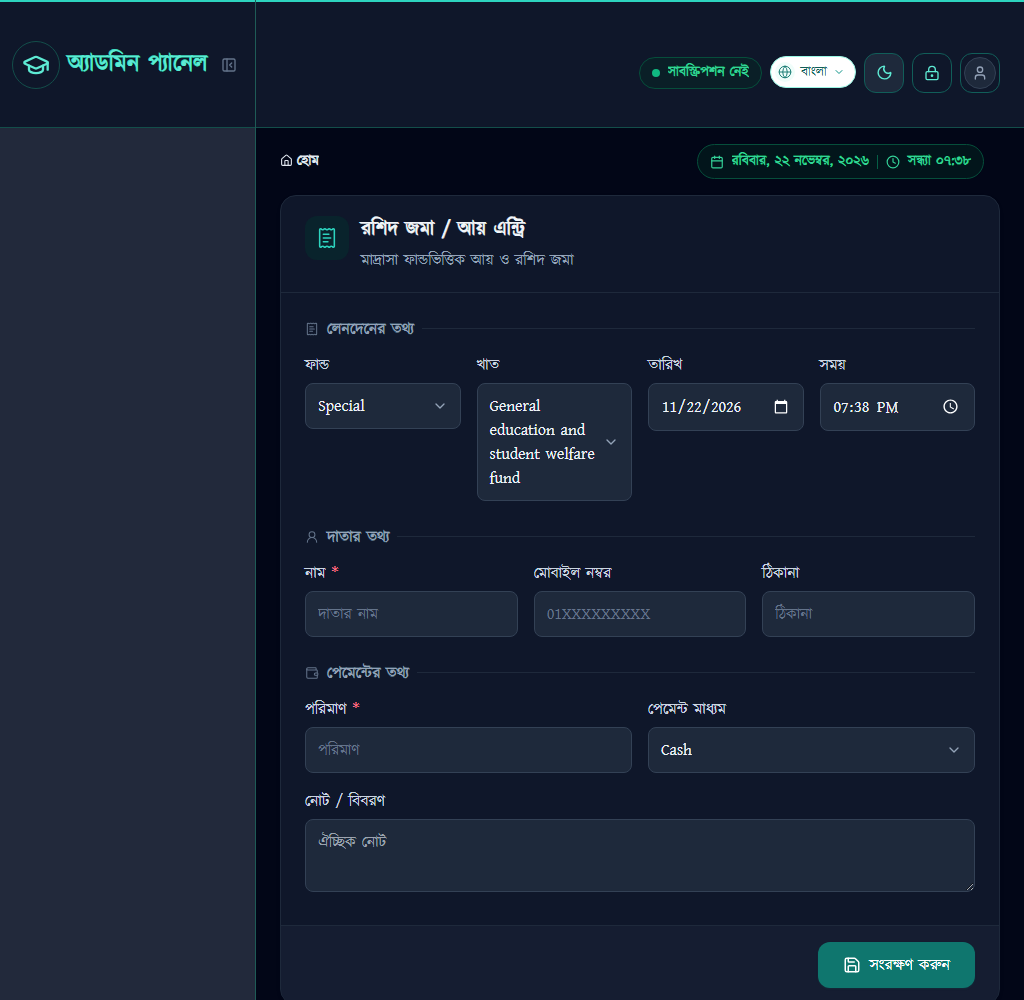 অ্যাডমিন প্যানেল
সাবস্ক্রিপশন নেই
বাংলা
হোম
রবিবার, ২২ নভেম্বর, ২০২৬
সন্ধ্যা ০৭:৩৮
রশিদ জমা / আয় এন্ট্রি
মাদ্রাসা ফান্ডভিত্তিক আয় ও রশিদ জমা
লেনদেনের তথ্য
ফান্ড
খাত
তারিখ
সময়
Special
General
education and
student welfare
fund
11/22/2026
07:38 PM
দাতার তথ্য
নাম *
মোবাইল নম্বর
ঠিকানা
দাতার নাম
01XXXXXXXXX
ঠিকানা
পেমেন্টের তথ্য
পরিমাণ *
পেমেন্ট মাধ্যম
পরিমাণ
Cash
নোট / বিবরণ
ঐচ্ছিক নোট
সংরক্ষণ করুন